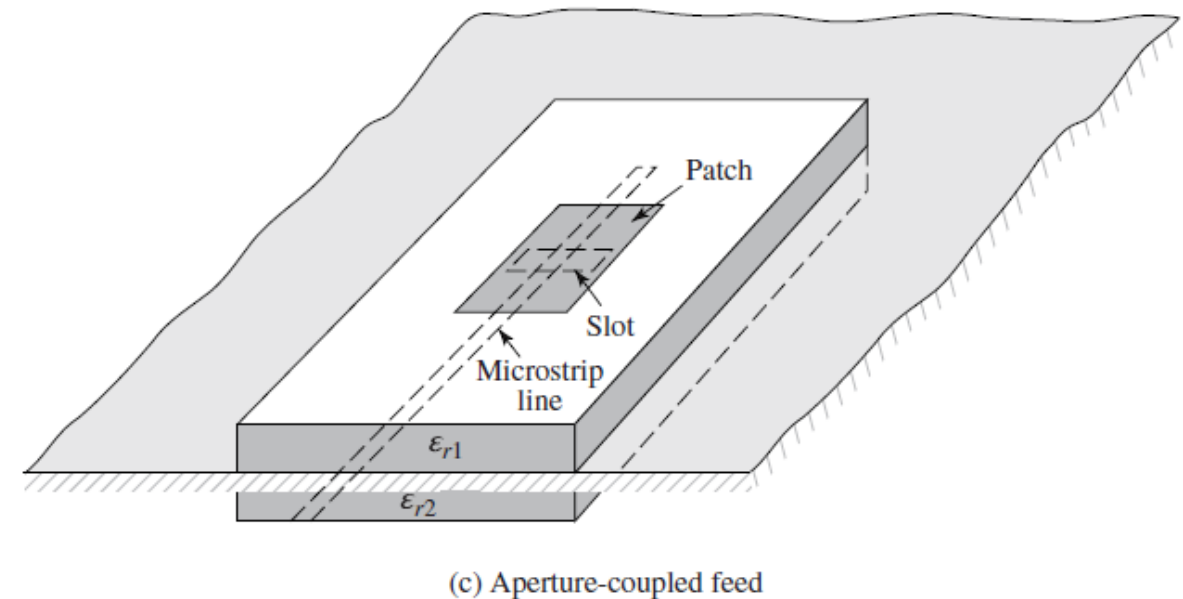 Patch
Slot
Microstrip
line
εr1
εr2
(c) Aperture-coupled feed